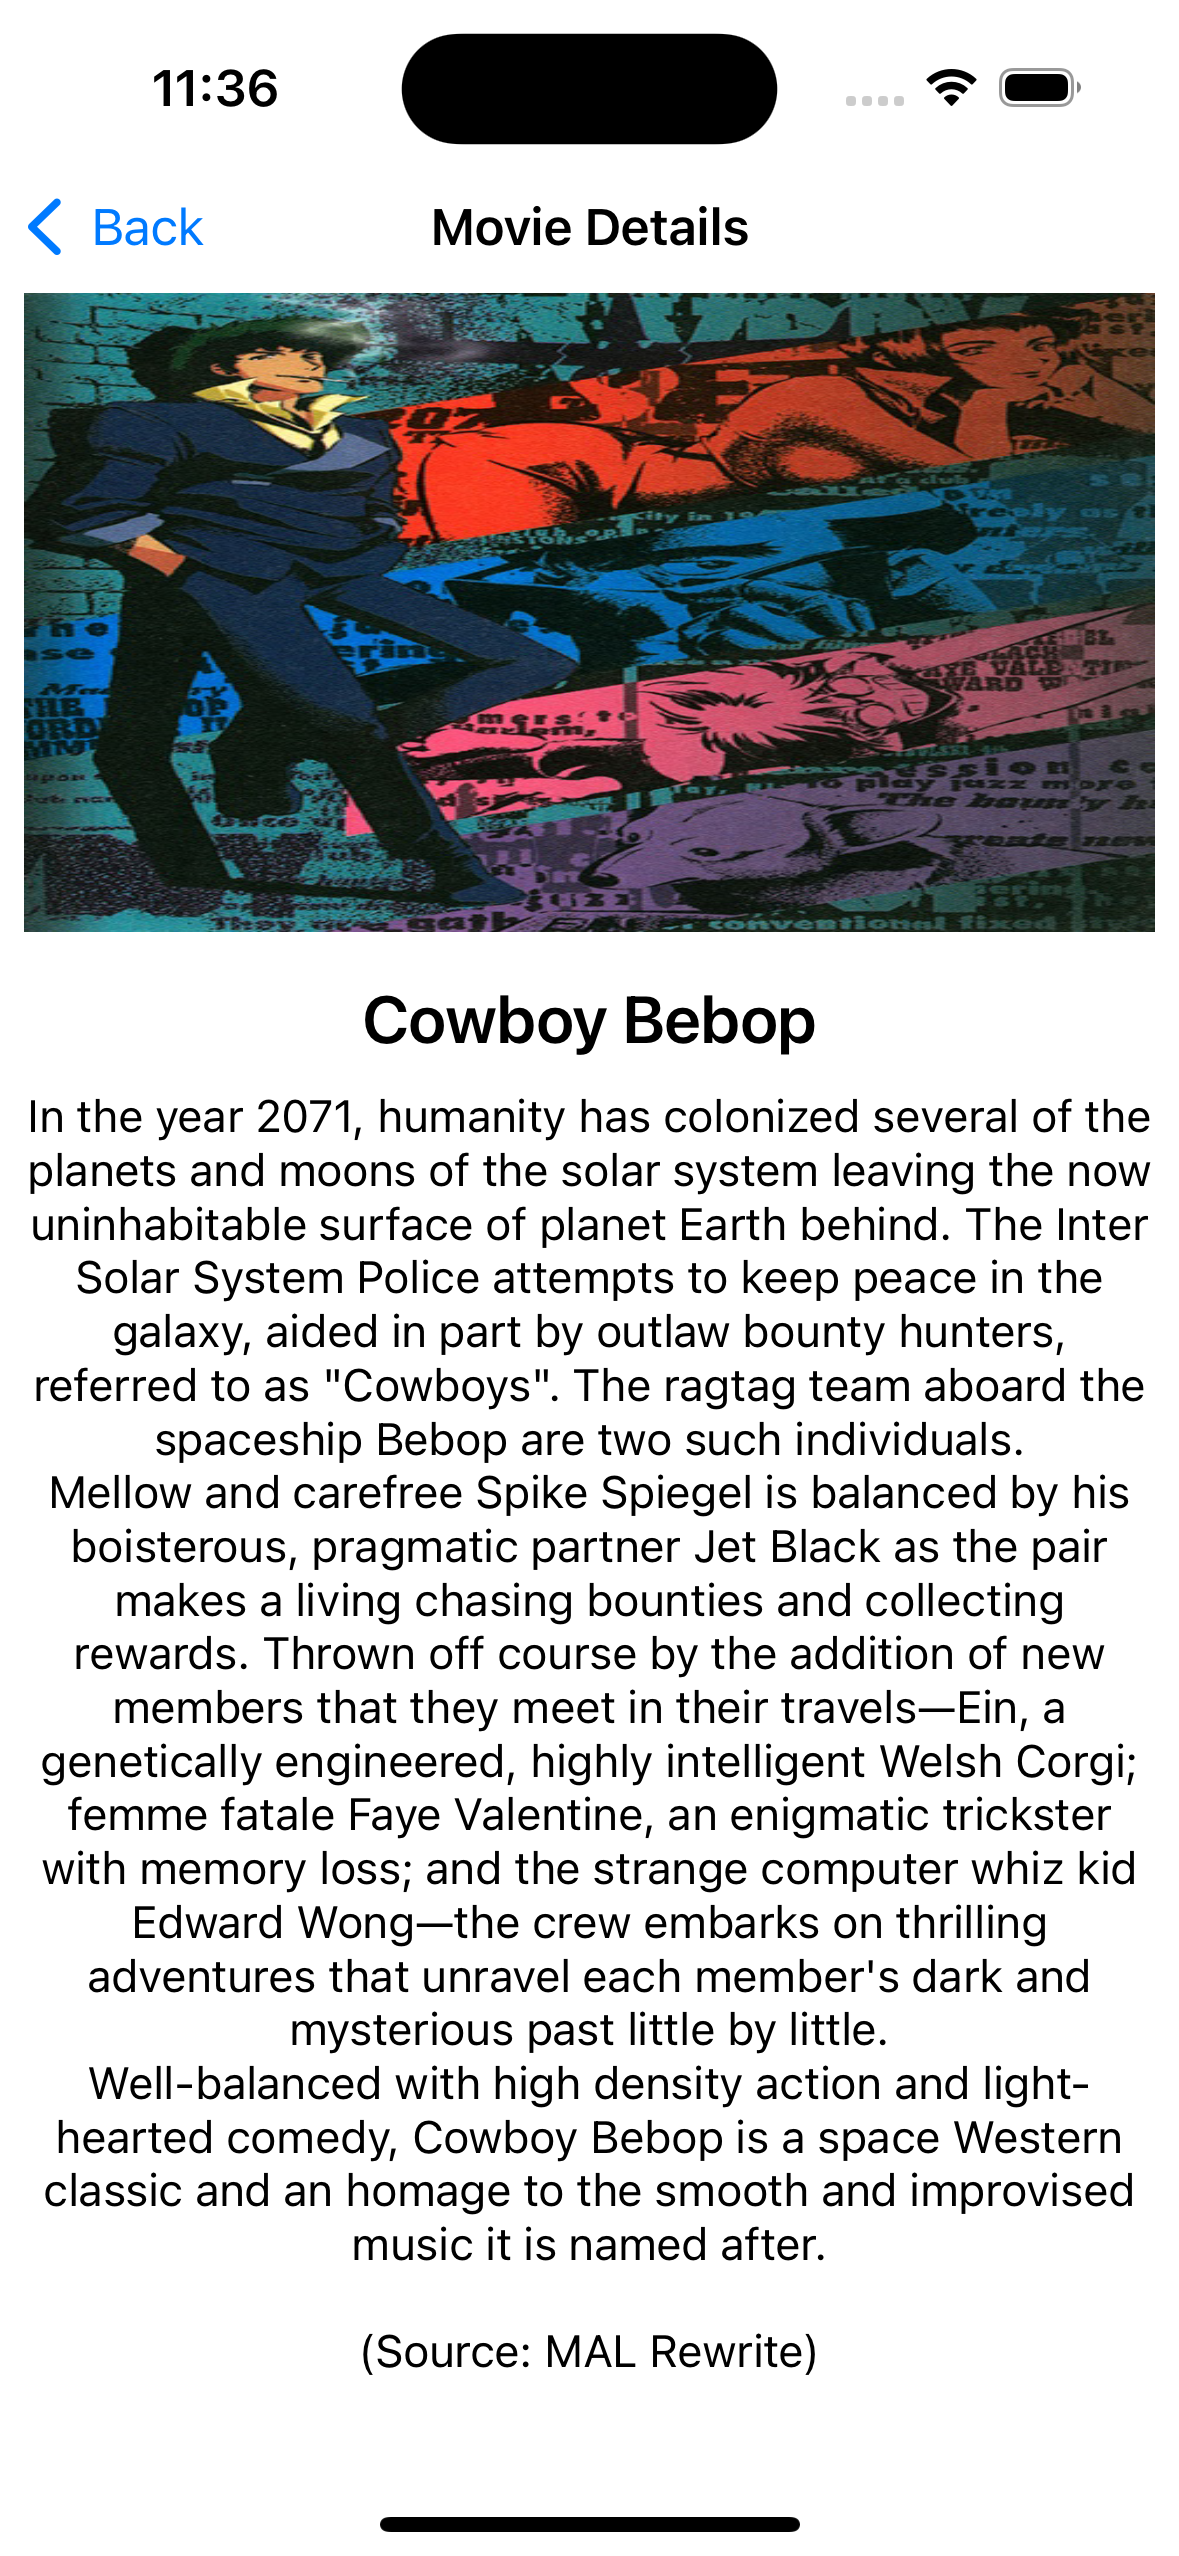 11:36
Back
Movie Details
Cowboy Bebop
In the year 2071, humanity has colonized several of the
planets and moons of the solar system leaving the now
uninhabitable surface of planet Earth behind. The Inter
Solar System Police attempts to keep peace in the
galaxy, aided in part by outlaw bounty hunters,
referred to as "Cowboys". The ragtag team aboard the
spaceship Bebop are two such individuals.
Mellow and carefree Spike Spiegel is balanced by his
boisterous, pragmatic partner Jet Black as the pair
makes a living chasing bounties and collecting
rewards. Thrown off course by the addition of new
members that they meet in their travels—Ein, a
genetically engineered, highly intelligent Welsh Corgi;
femme fatale Faye Valentine, an enigmatic trickster
with memory loss; and the strange computer whiz kid
Edward Wong—the crew embarks on thrilling
adventures that unravel each member's dark and
mysterious past little by little.
Well-balanced with high density action and light-
hearted comedy, Cowboy Bebop is a space Western
classic and an homage to the smooth and improvised
music it is named after.
(Source: MAL Rewrite)